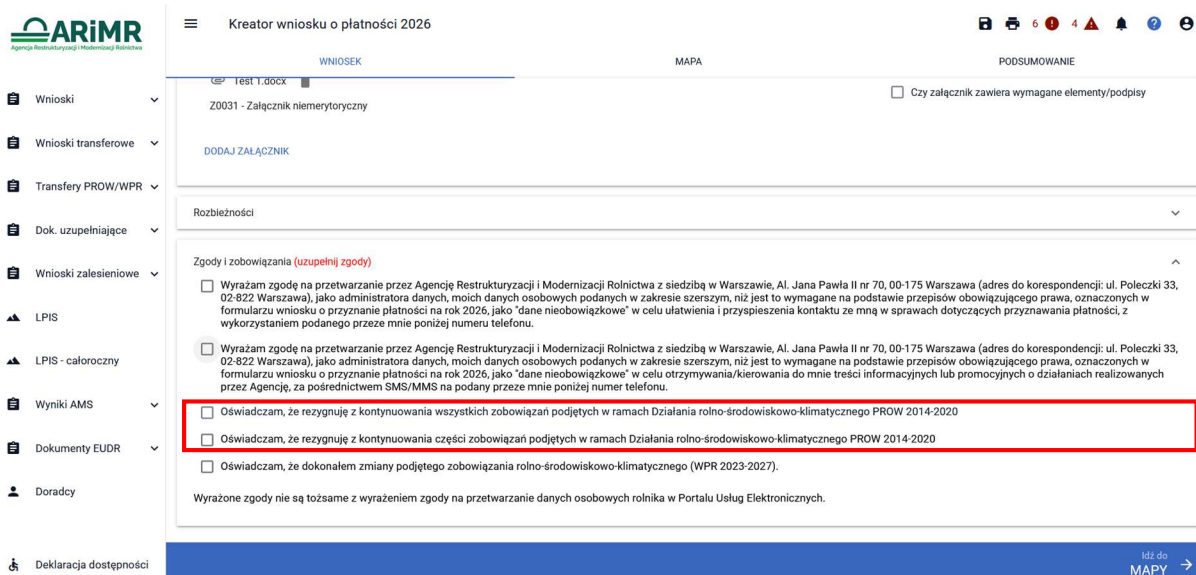 ARiMR
Agencja Restrukturyzacji i Modernizacji Rolnictwa
Kreator wniosku o płatności 2026
6
4
WNIOSEK
MAPA
PODSUMOWANIE
Test 1.docx
Czy załącznik zawiera wymagane elementy/podpisy
Z0031 - Załącznik niemerytoryczny
DODAJ ZAŁĄCZNIK
Wnioski
Wnioski transferowe
Transfery PROW/WPR
Dok. uzupełniające
Wnioski zalesieniowe
LPIS
LPIS - całoroczny
Wyniki AMS
Dokumenty EUDR
Doradcy
Deklaracja dostępności
Rozbieżności
Zgody i zobowiązania (uzupełnij zgody)
Wyrażam zgodę na przetwarzanie przez Agencję Restrukturyzacji i Modernizacji Rolnictwa z siedzibą w Warszawie, Al. Jana Pawła II nr 70, 00-175 Warszawa (adres do korespondencji: ul. Poleczki 33,
02-822 Warszawa), jako administratora danych, moich danych osobowych podanych w zakresie szerszym, niż jest to wymagane na podstawie przepisów obowiązującego prawa, oznaczonych w
formularzu wniosku o przyznanie płatności na rok 2026, jako "dane nieobowiązkowe" w celu ułatwienia i przyspieszenia kontaktu ze mną w sprawach dotyczących przyznawania płatności, z
wykorzystaniem podanego przeze mnie poniżej numeru telefonu.
Wyrażam zgodę na przetwarzanie przez Agencję Restrukturyzacji i Modernizacji Rolnictwa z siedzibą w Warszawie, Al. Jana Pawła II nr 70, 00-175 Warszawa (adres do korespondencji: ul. Poleczki 33,
02-822 Warszawa), jako administratora danych, moich danych osobowych podanych w zakresie szerszym, niż jest to wymagane na podstawie przepisów obowiązującego prawa, oznaczonych w
formularzu wniosku o przyznanie płatności na rok 2026, jako "dane nieobowiązkowe" w celu otrzymywania/kierowania do mnie treści informacyjnych lub promocyjnych o działaniach realizowanych
przez Agencję, za pośrednictwem SMS/MMS na podany przeze mnie poniżej numer telefonu.
Oświadczam, że rezygnuję z kontynuowania wszystkich zobowiązań podjętych w ramach Działania rolno-środowiskowo-klimatycznego PROW 2014-2020
Oświadczam, że rezygnuję z kontynuowania części zobowiązań podjętych w ramach Działania rolno-środowiskowo-klimatycznego PROW 2014-2020
Oświadczam, że dokonałem zmiany podjętego zobowiązania rolno-środowiskowo-klimatycznego (WPR 2023-2027).
Wyrażone zgody nie są tożsame z wyrażeniem zgody na przetwarzanie danych osobowych rolnika w Portalu Usług Elektronicznych.
Idź do
MAPY